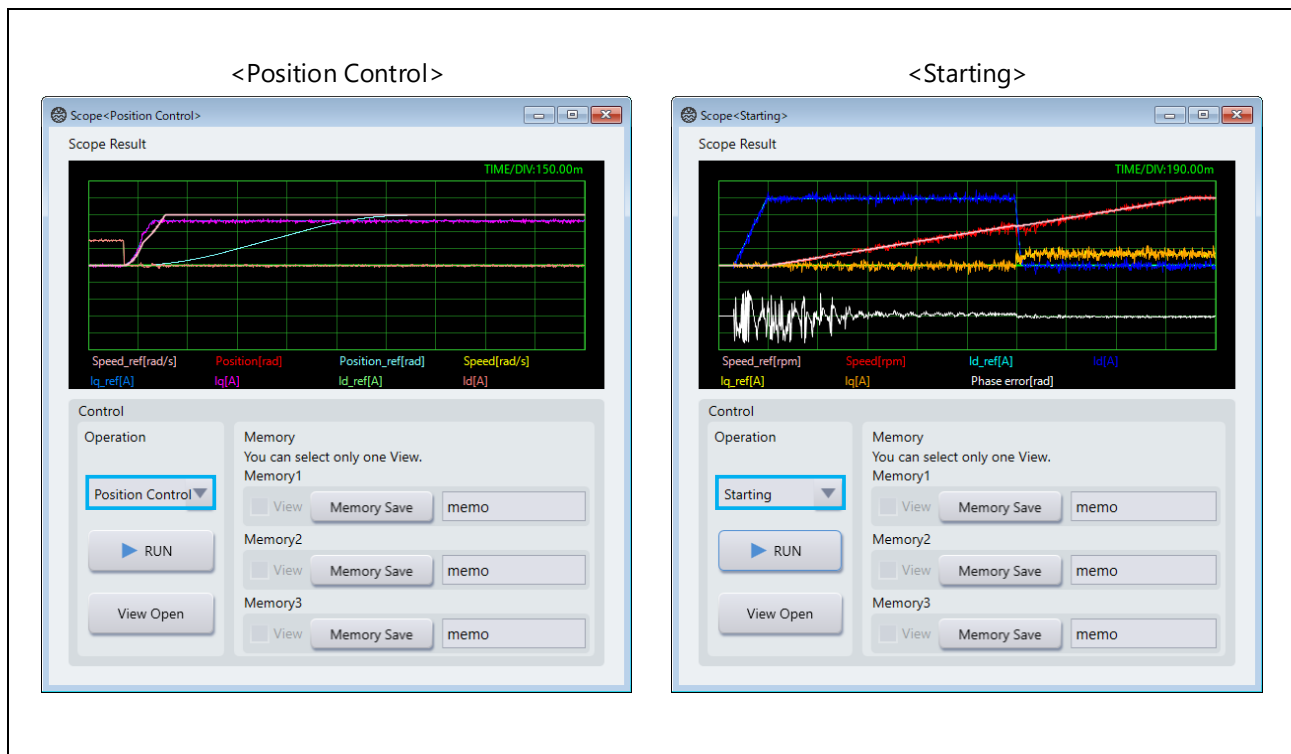 <Position Control>
Scope<Position Control>
Scope Result
TIME/DIV:150.00m
Speed_ref[rad/s] Position[rad] Position_ref[rad] Speed[rad/s]
Iq_ref[A] Iq[A] Id_ref[A] Id[A]
Control
Operation
Position Control
RUN
View Open
Memory
You can select only one View.
Memory1
View Memory Save memo
Memory2
View Memory Save memo
Memory3
View Memory Save memo
<Starting>
Scope<Starting>
Scope Result
TIME/DIV:190.00m
Speed_ref[rpm] Speed[rpm] Id_ref[A] Id[A]
Iq_ref[A] Iq[A] Phase error[rad]
Control
Operation
Starting
RUN
View Open
Memory
You can select only one View.
Memory1
View Memory Save memo
Memory2
View Memory Save memo
Memory3
View Memory Save memo